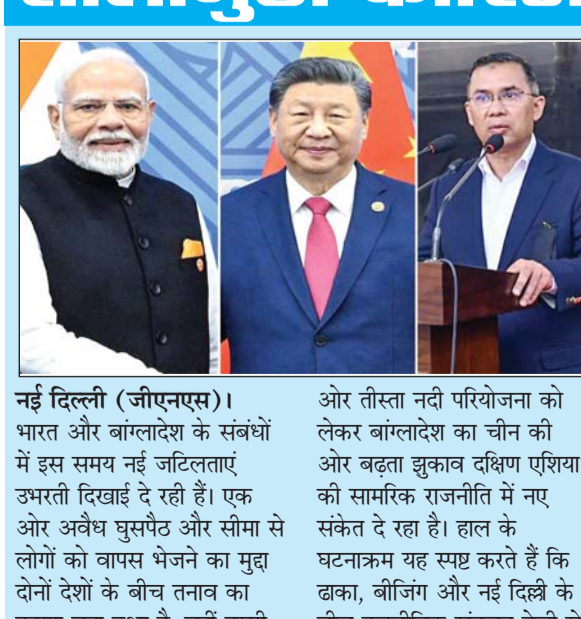 नई दिल्ली (जीएनएस)।
भारत और बांग्लादेश के संबंधों
में इस समय नई जटिलताएं
उभरती दिखाई दे रही हैं। एक
ओर अवैध घुसपैठ और सीमा से
लोगों को वापस भेजने का मुद्दा
दोनों देशों के बीच तनाव का
ओर तीस्ता नदी परियोजना को
लेकर बांग्लादेश का चीन की
ओर बढ़ता झुकाव दक्षिण एशिया
की सामरिक राजनीति में नए
संकेत दे रहा है। हाल के
घटनाक्रम यह स्पष्ट करते हैं कि
ढाका, बीजिंग और नई दिल्ली के